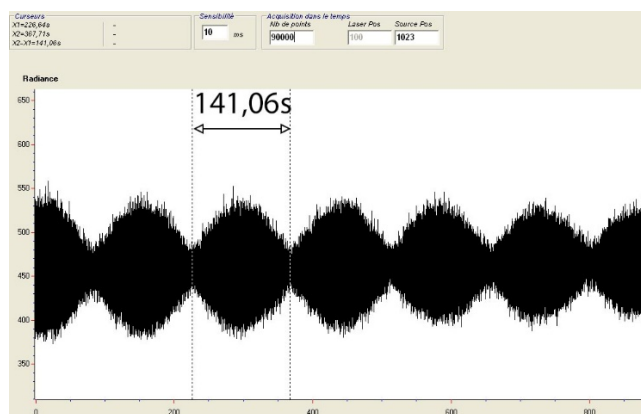 Curseurs
X1=226,64s -
X2=367,71s -
X2-X1=141,06s -
Sensibilité
10 ms
Acquisition dans le temps
Nb de points Laser Pos Source Pos
90000 100 1023
Radiance
141,06s
650
600
550
500
450
400
350
0 200 400 600 800